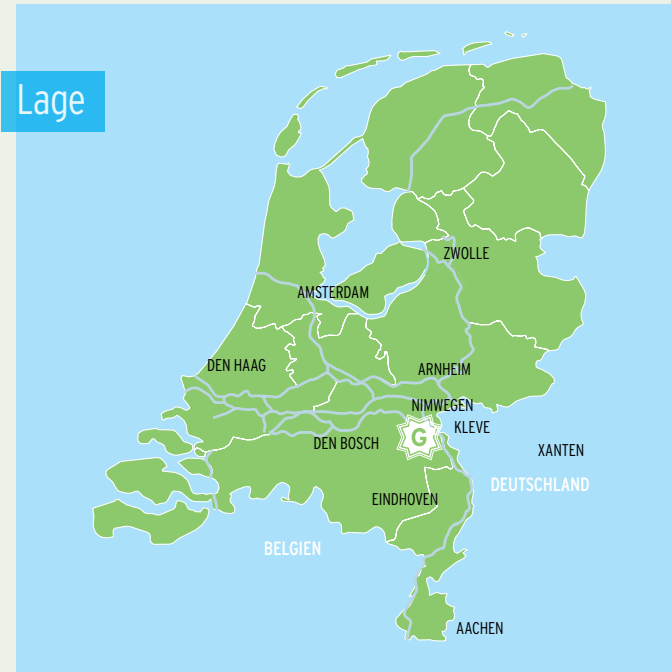 Lage
ZWOLLE
AMSTERDAM
DEN HAAG
ARNHEIM
NIMWEGEN
KLEVE
G
DEN BOSCH
XANTEN
DEUTSCHLAND
EINDHOVEN
BELGIEN
AACHEN